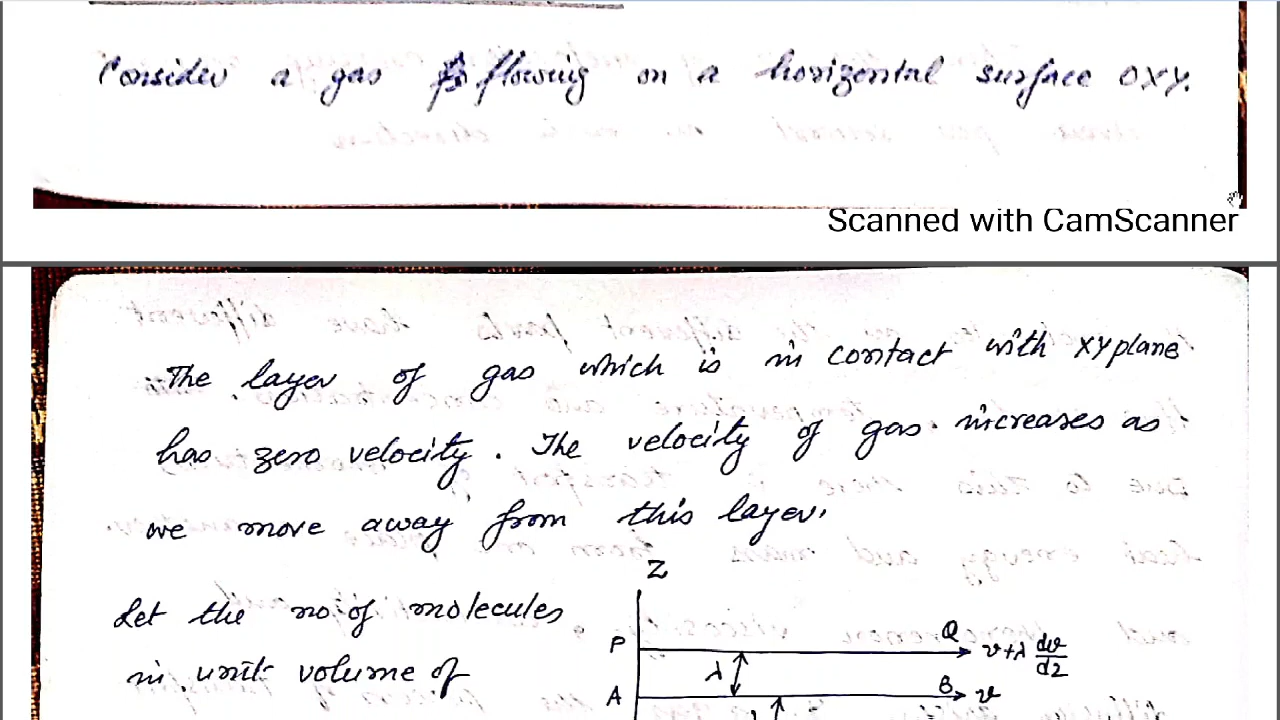 Consider a gas flowing on a horizontal surface OXY.
Scanned with CamScanner
The layer of gas which is in contact with XY plane
has zero velocity. The velocity of gas increases as
we move away from this layer.
Z
Let the no of molecules
in unit volume of
P
Q
v+λ dv/dz
λ
A
B
v